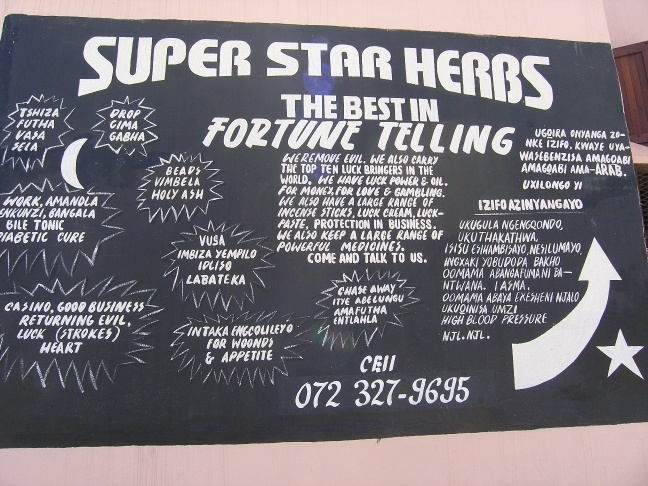 SUPER STAR HERBS
THE BEST IN
FORTUNE TELLING
TSHIZA
FUTHA
VASA
SELA
DROP
CIMA
GABHA
BEADS
VIMBELA
HOLY ASH
WORK, AMANDLA
ENKUNZI, BANGALA
BILE TONIC
DIABETIC CURE
VUSA
IMBIZA YEMPILO
IDLISO
LABATEKA
CASINO, GOOD BUSINESS
RETURNING EVIL,
LUCK (STROKES)
HEART
INTAKA ENGCOLILEYO
FOR WOONDS
& APPETITE
WE REMOVE EVIL. WE ALSO CARRY
THE TOP TEN LUCK BRINGERS IN THE
WORLD. WE HAVE LUCK POWER & OIL.
FOR MONEY, FOR LOVE & GAMBLING.
WE ALSO HAVE A LARGE RANGE OF
INCENSE STICKS, LUCK CREAM, LUCK-
PASTE, PROTECTION IN BUSINESS.
WE ALSO KEEP A LARGE RANGE OF
POWERFUL MEDICINES.
COME AND TALK TO US.
CHASE AWAY
ITYE ABELUNGU
AMAFUTHA
ENTLAHLA
CELL
072 327-9695
UGQIRA ONYANGA ZO-
NKE IZIFO, KWAYE UYA-
WASEBENZISA AMAGQABI
AMAGQABI AMA-ARAB.
UXILONGO YI
IZIFO AZINYANGAYO
UKUGULA NGENGQONDO,
UKUTHAKATHWA,
ISISU ESIHAMBISAYO, NESILUMAYO,
INGXAKI YOBUDODA BAKHO
OOMAMA ABANGAFUMANI BA-
NTWANA. I ASMA.
OOMAMA ABAYA EKESHENI NJALO
UKUQINISA UMZI
HIGH BLOOD PRESSURE
NJL. NJL.